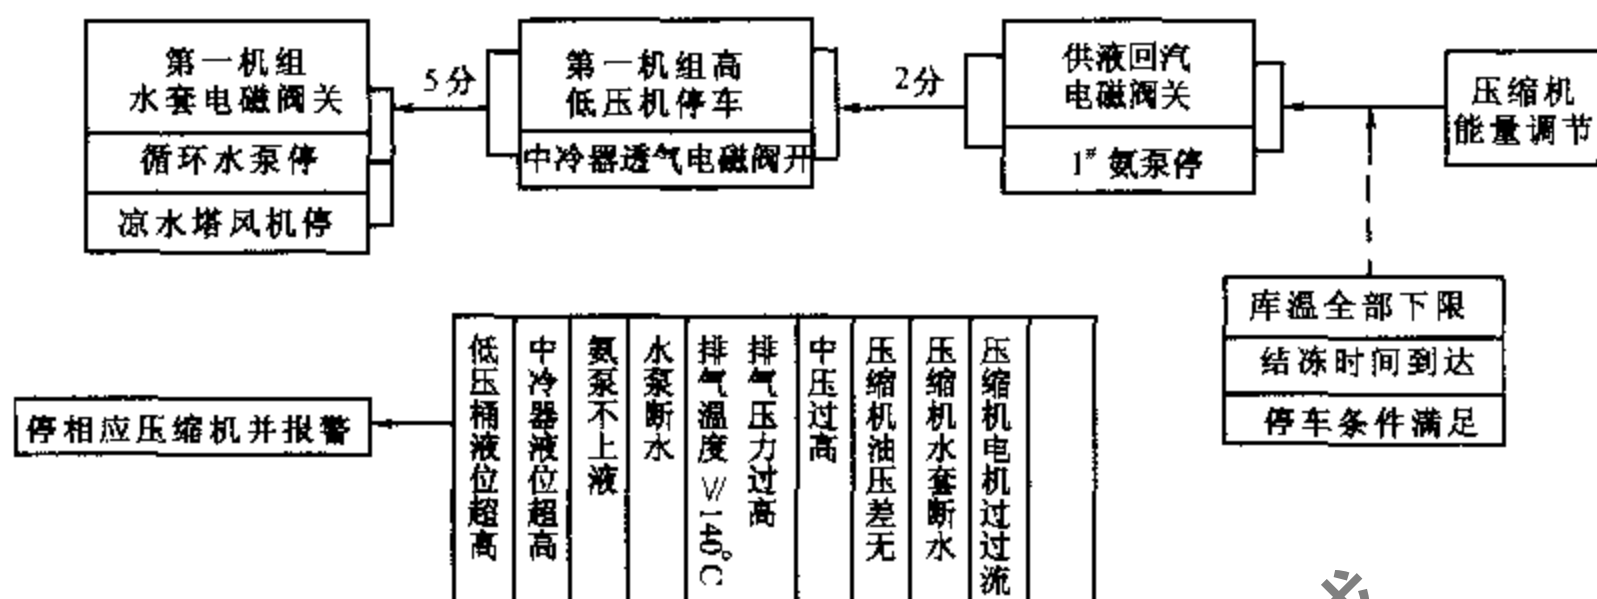 第一机组
水套电磁阀关
循环水泵停
凉水塔风机停
5分
第一机组高
低压机停车
中冷器透气电磁阀开
2分
供液回汽
电磁阀关
1#氨泵停
压缩机
能量调节
库温全部下限
结冻时间到达
停车条件满足
停相应压缩机并报警
低压桶液位超高
中冷器液位超高
氨泵不上液
水泵断水
排气温度≥140°C
排气压力过高
中压过高
压缩机油压差无
压缩机水套断水
压缩机电机过过流